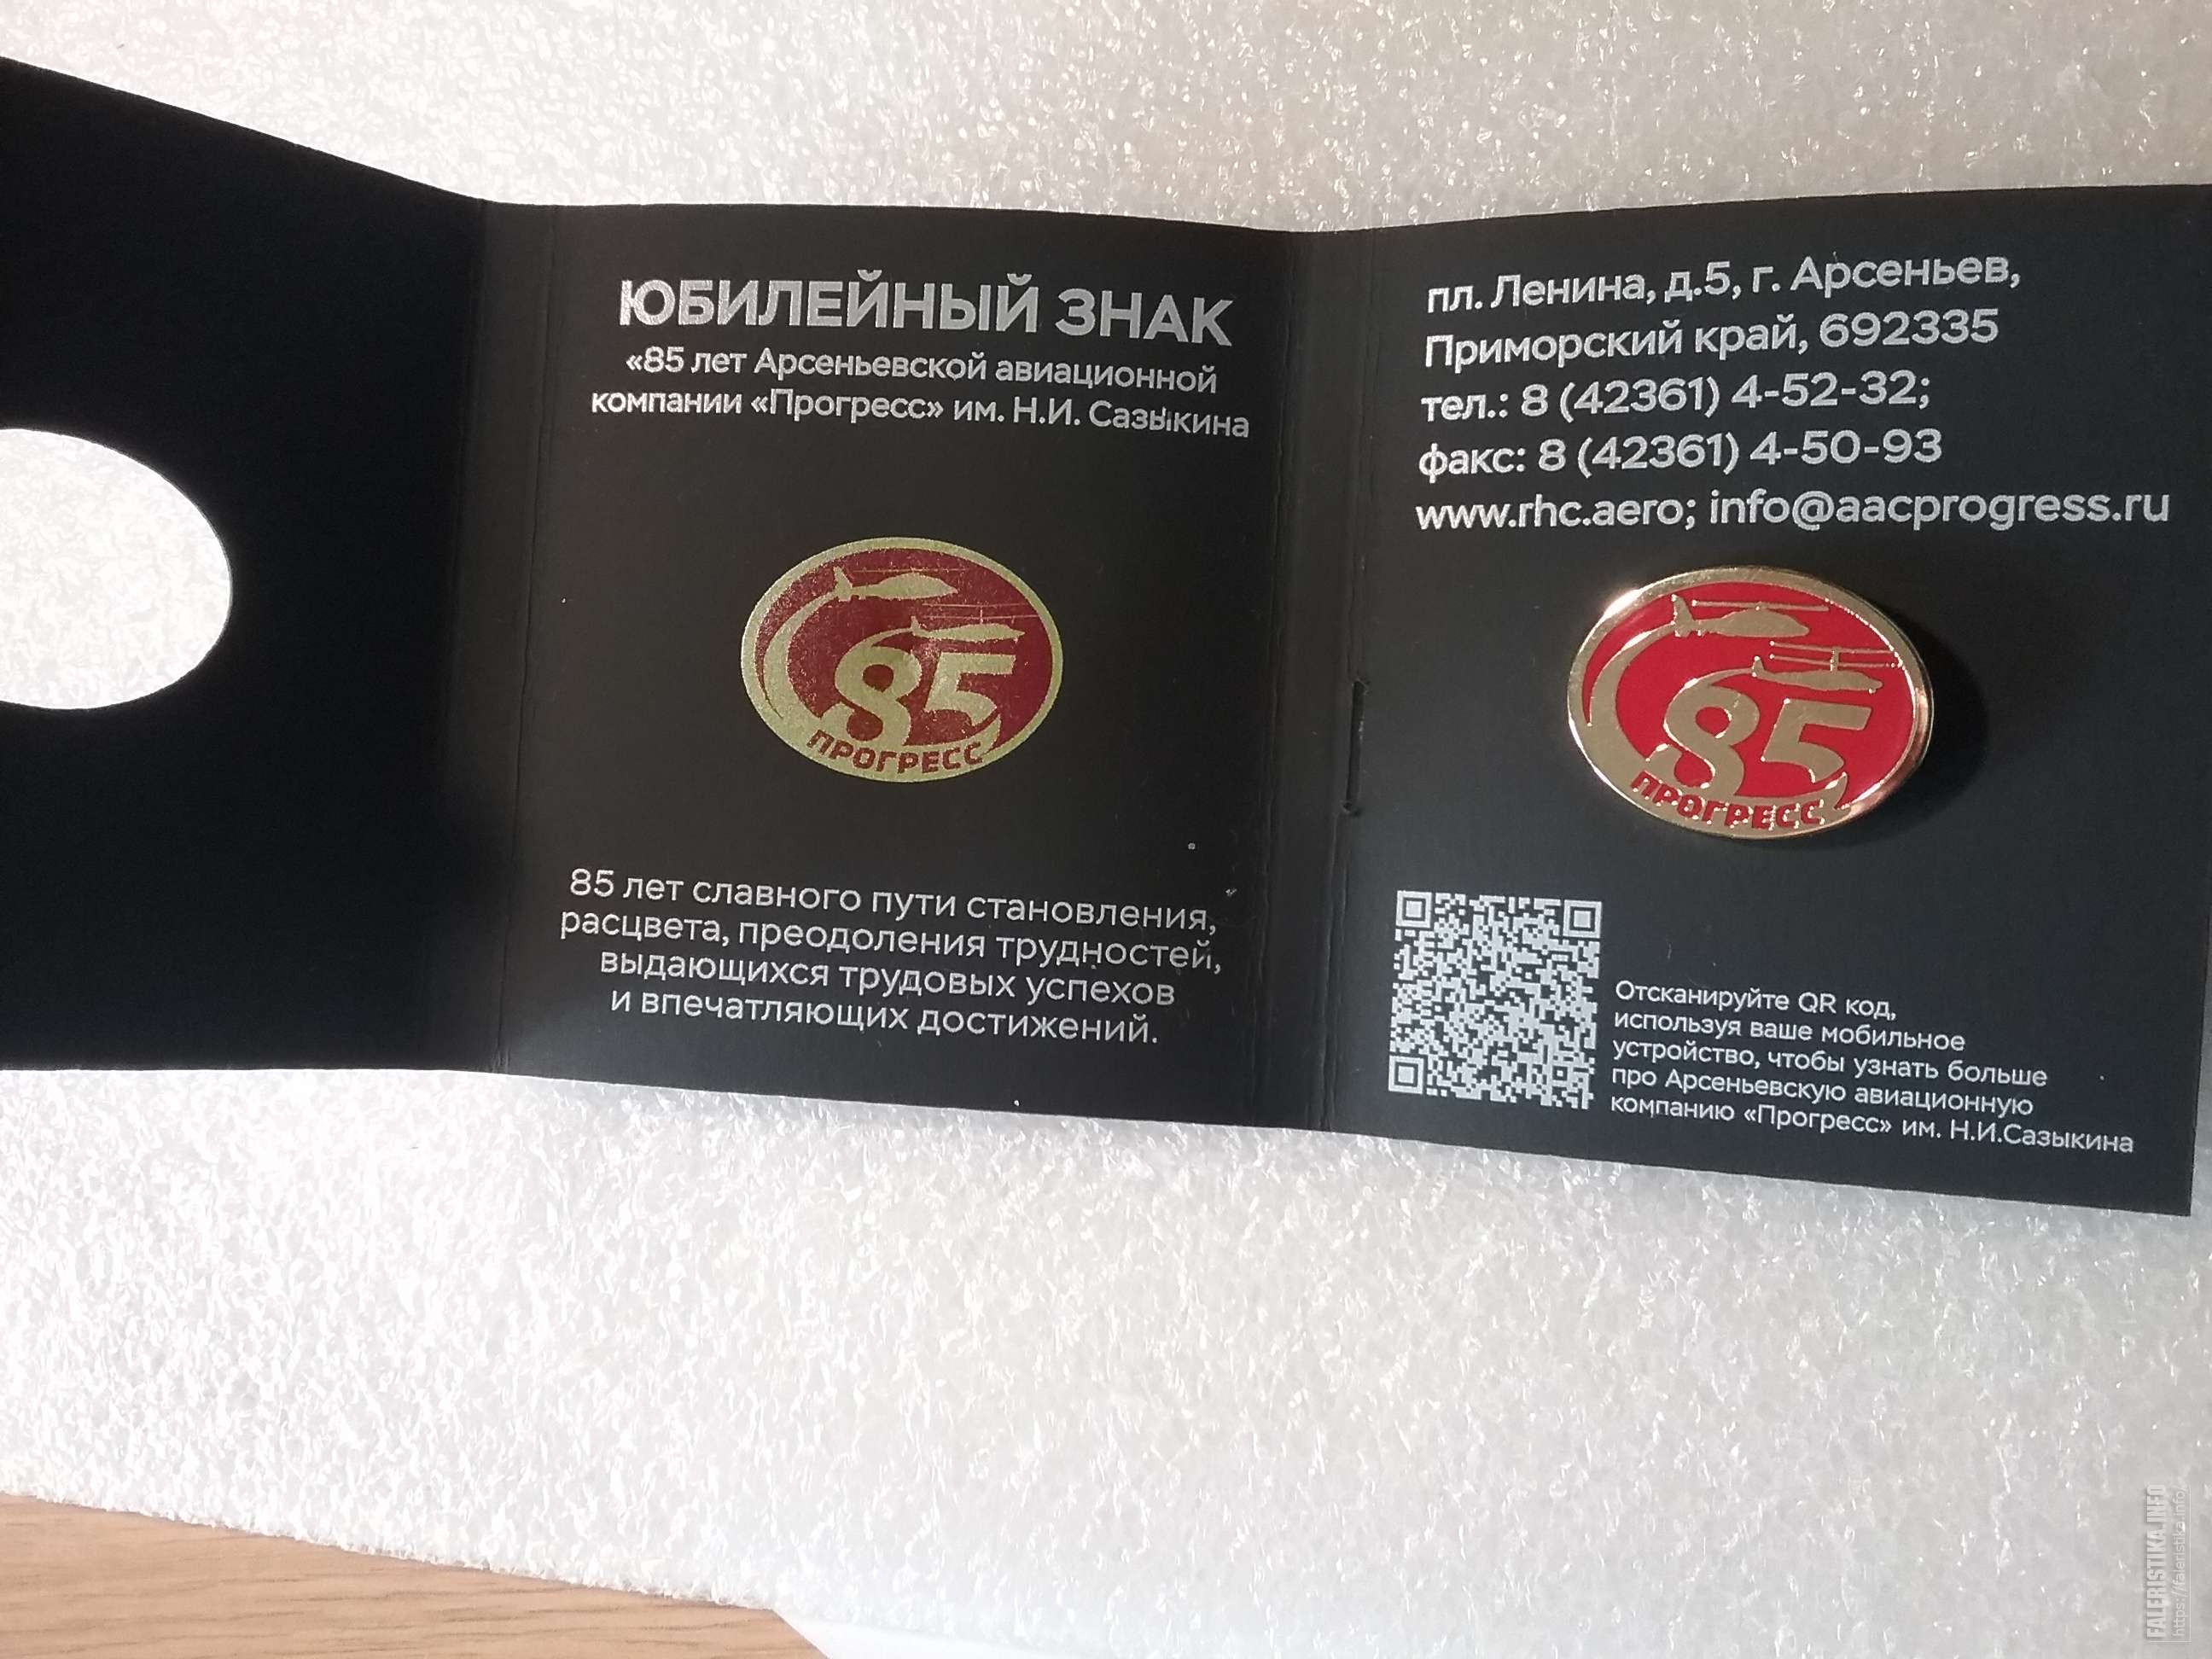 ЮБИЛЕЙНЫЙ ЗНАК
«85 лет Арсеньевской авиационной
компании «Прогресс» им. Н.И. Сазыкина
85
ПРОГРЕСС
85 лет славного пути становления,
расцвета, преодоления трудностей,
выдающихся трудовых успехов
и впечатляющих достижений.
пл. Ленина, д.5, г. Арсеньев,
Приморский край, 692335
тел.: 8 (42361) 4-52-32;
факс: 8 (42361) 4-50-93
www.rhc.aero; info@aacprogress.ru
85
ПРОГРЕСС
Отсканируйте QR код,
используя ваше мобильное
устройство, чтобы узнать больше
про Арсеньевскую авиационную
компанию «Прогресс» им. Н.И.Сазыкина
FALERISTIKA.INFO
https://faleristika.info